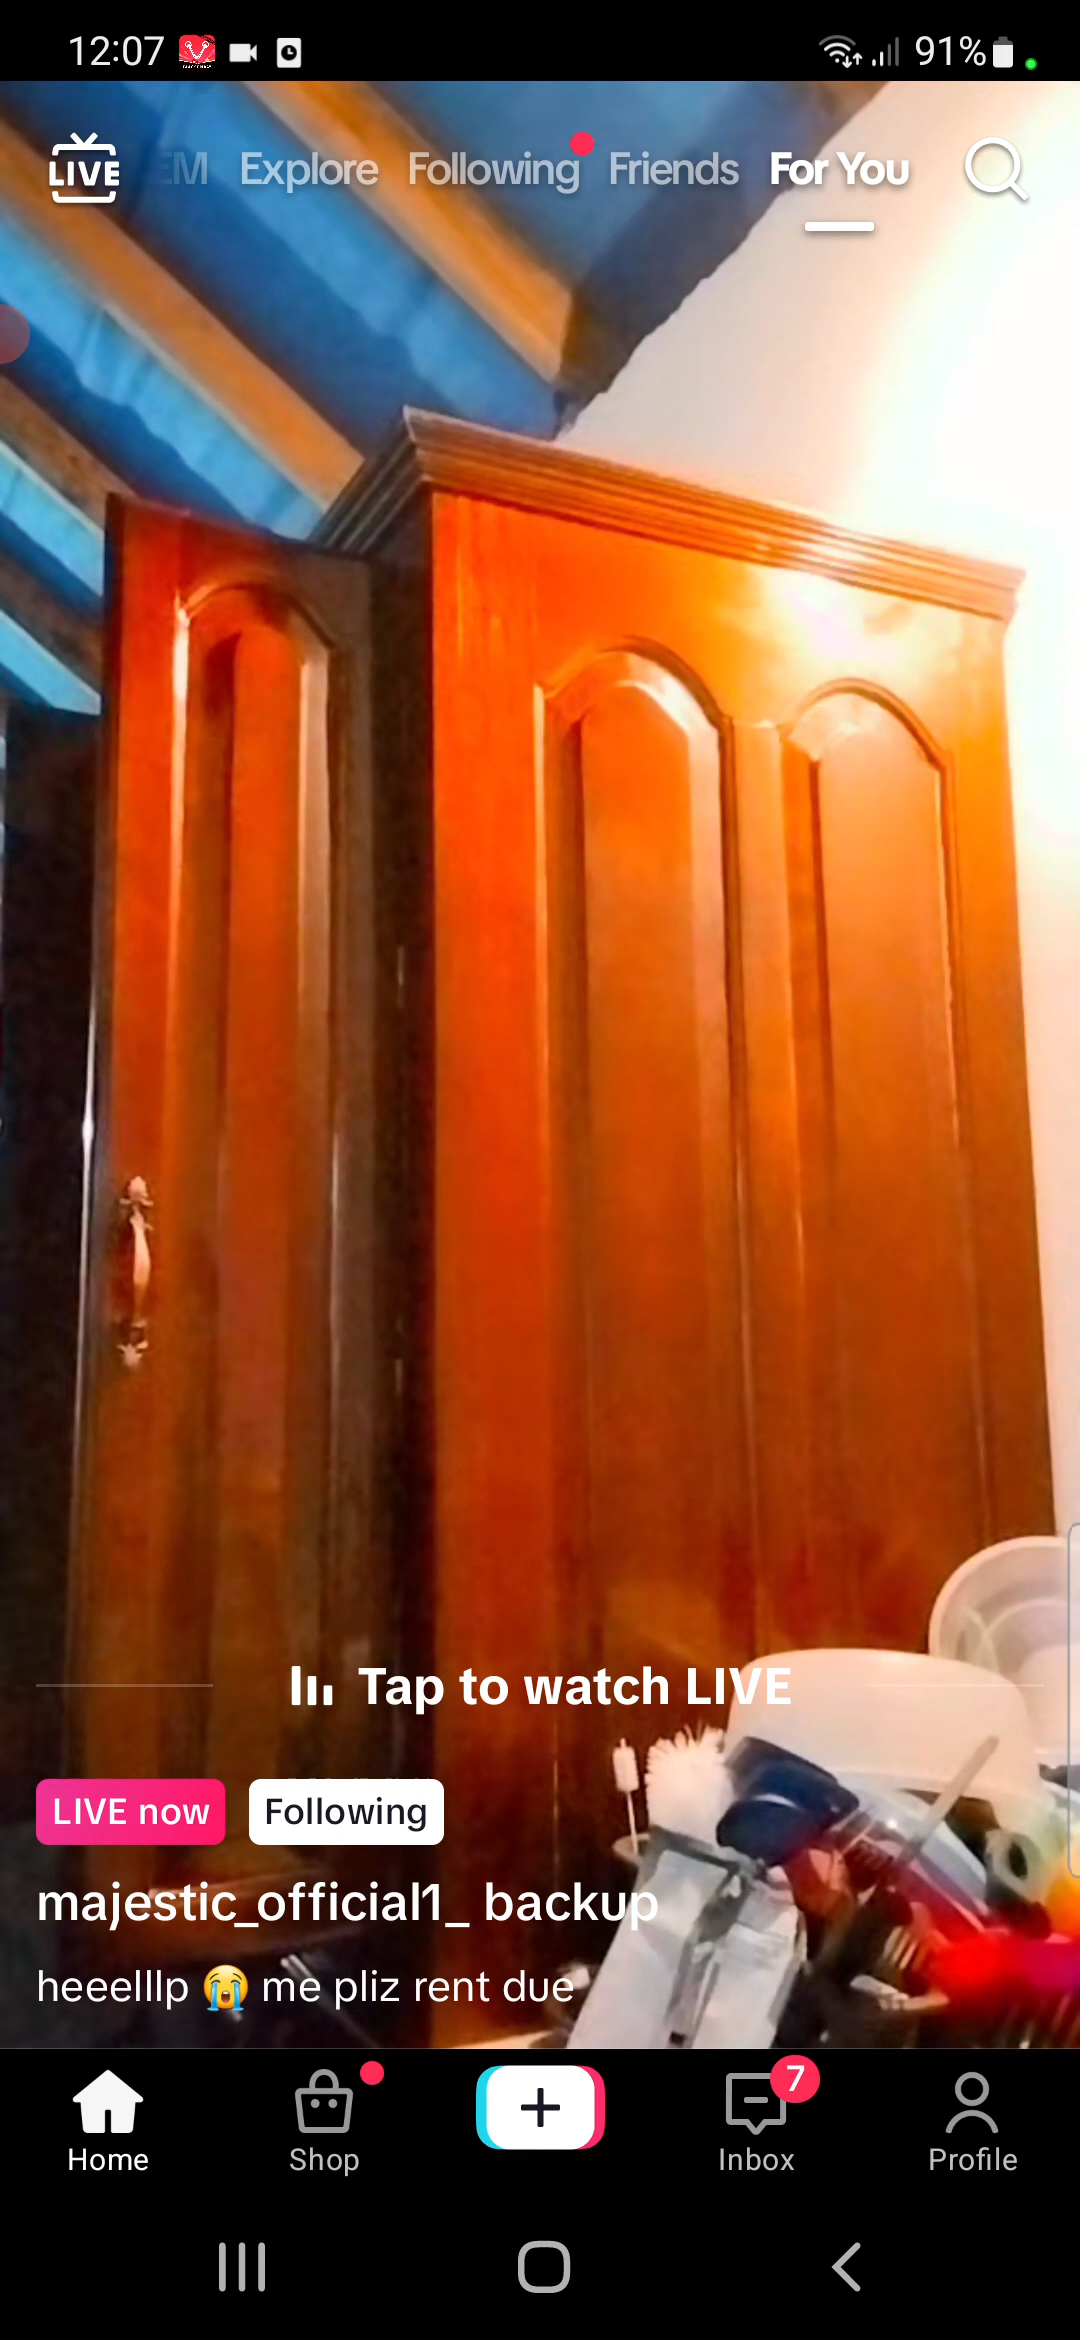 12:07
91%
LIVE EM Explore Following Friends For You
Tap to watch LIVE
LIVE now Following
majestic_official1_ backup
heeelllp 😭 me pliz rent due
7
Home Shop Inbox Profile